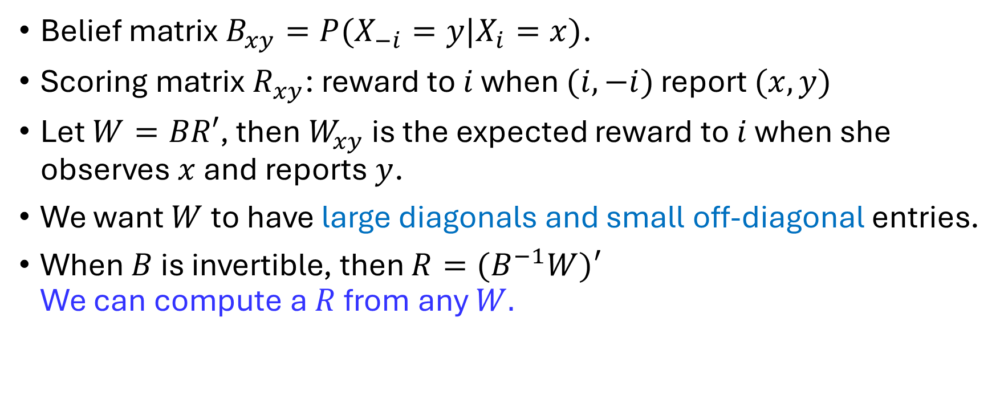 • Belief matrix $B_{xy} = P(X_{-i} = y|X_i = x)$.
• Scoring matrix $R_{xy}$: reward to $i$ when $(i, -i)$ report $(x, y)$
• Let $W = BR'$, then $W_{xy}$ is the expected reward to $i$ when she
observes $x$ and reports $y$.
• We want $W$ to have large diagonals and small off-diagonal entries.
• When $B$ is invertible, then $R = (B^{-1}W)'$
We can compute a $R$ from any $W$.